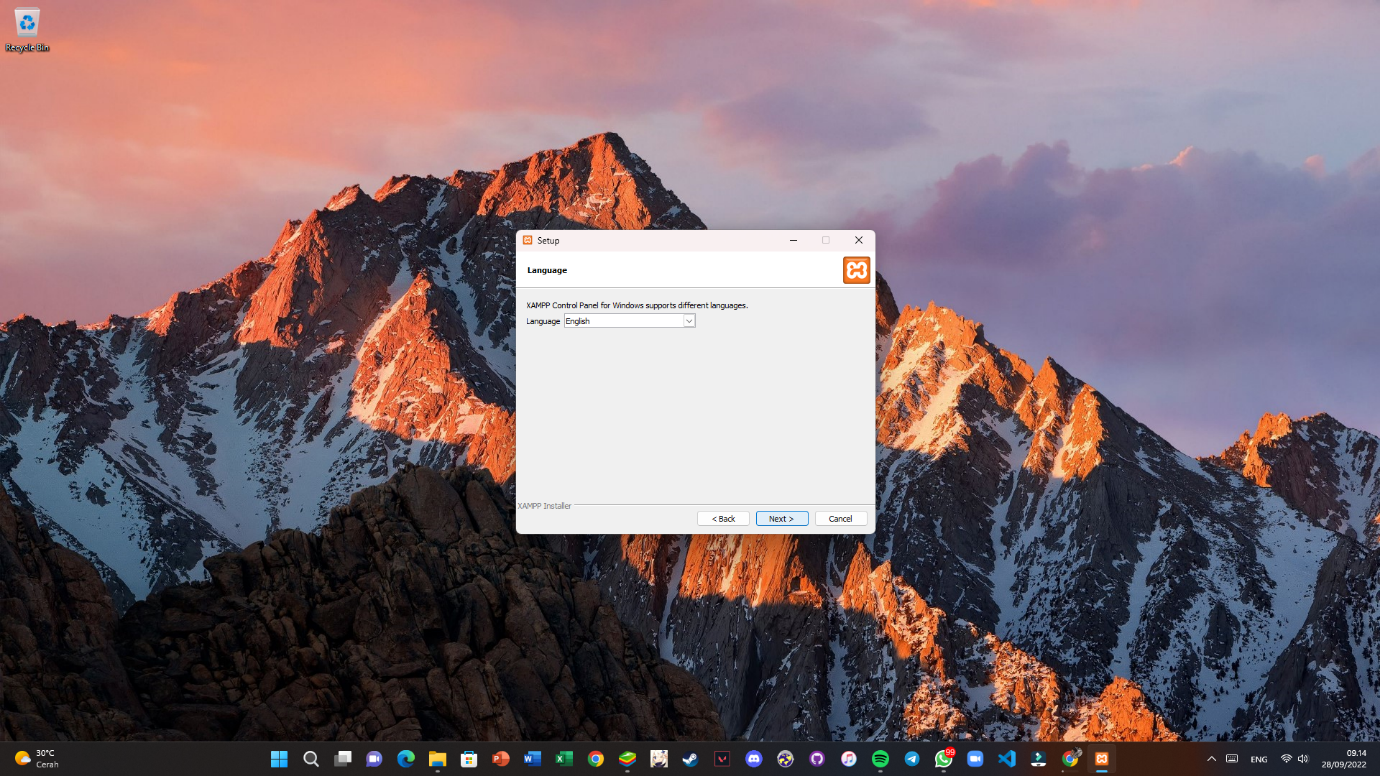 Recycle Bin
Setup
Language
XAMPP Control Panel for Windows supports different languages.
Language English
XAMPP Installer
< Back Next > Cancel
30°C
Cerah
99
ENG
09.14
28/09/2022